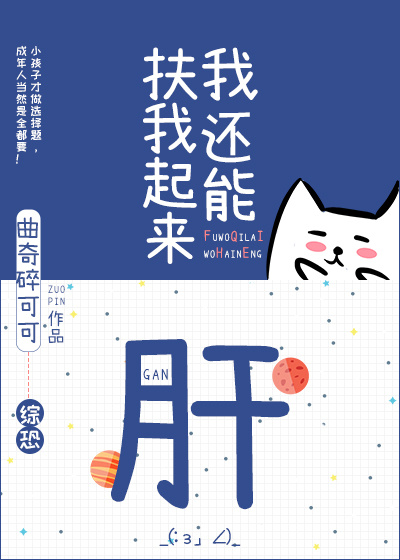 扶我起来
我还能
FUWOQILAI
WOHAINENG
小孩子才做选择题，
成年人当然是全都要！
曲奇碎可可
ZUO
PIN
作品
综恐
肝
GAN
_(:з」∠)_